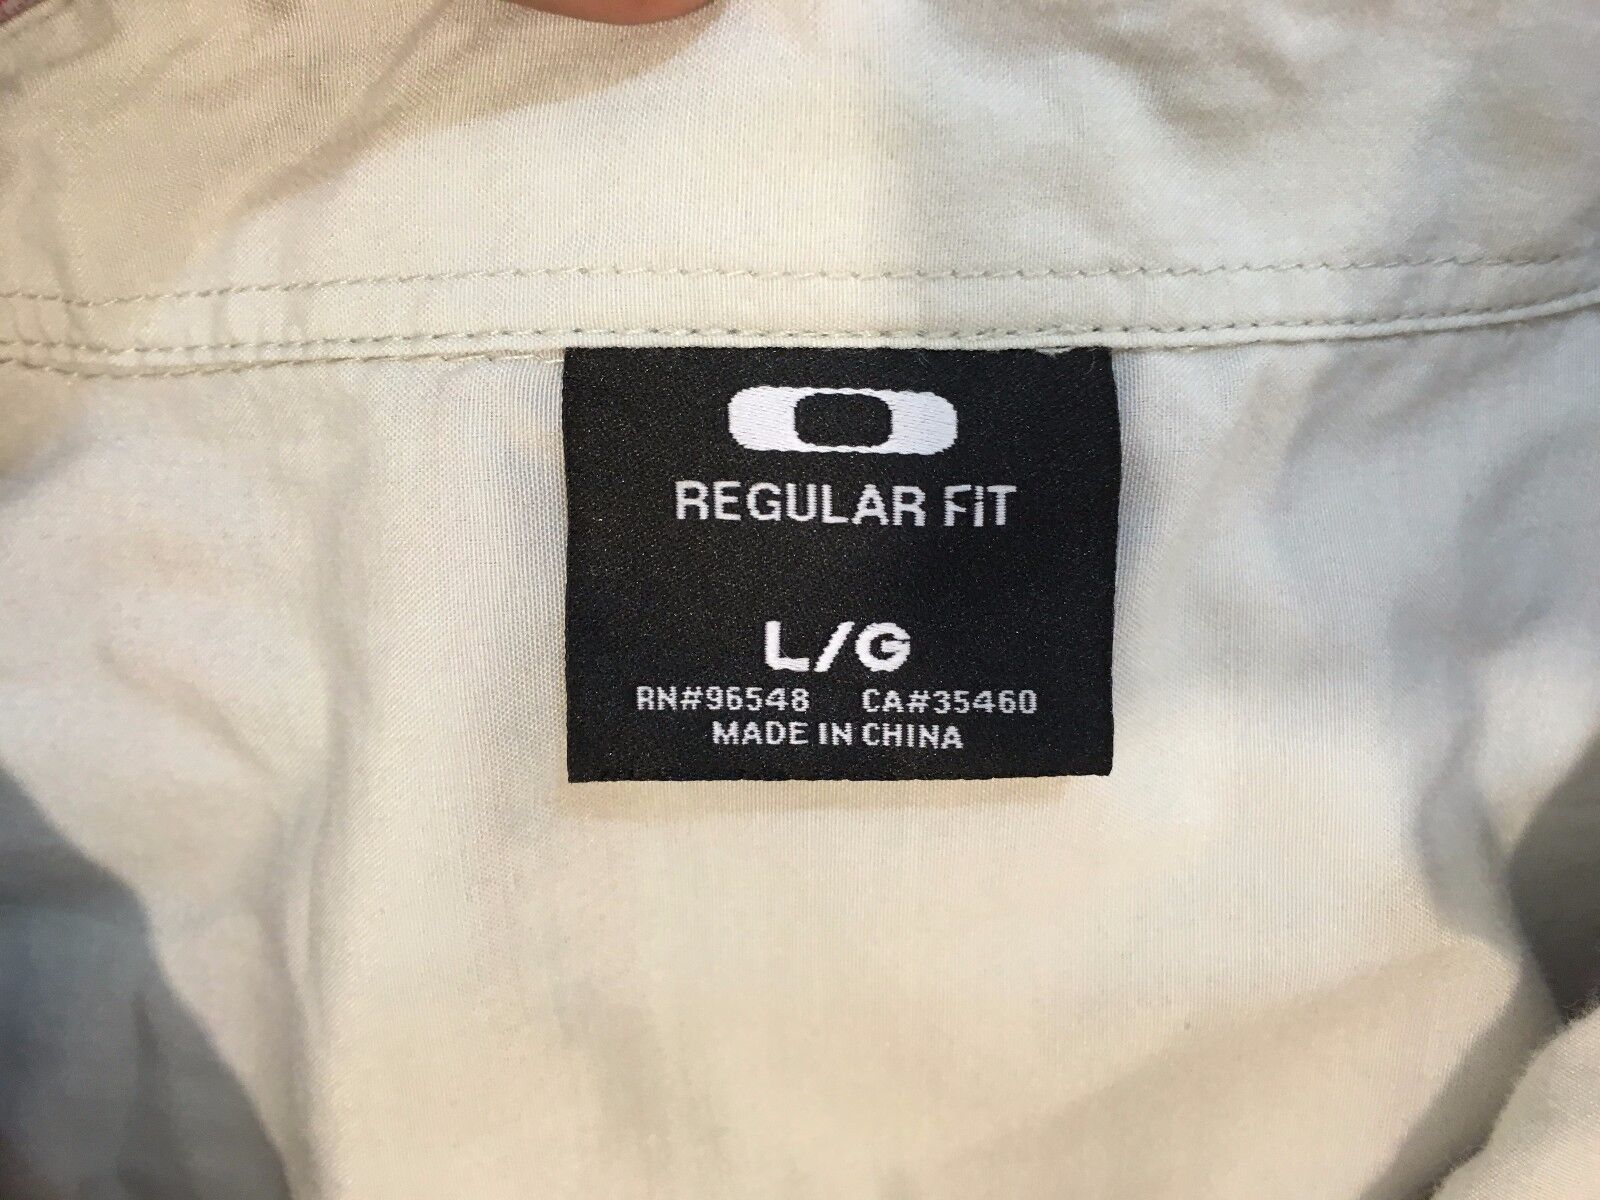 REGULAR FIT
L/G
RN#96548 CA#35460
MADE IN CHINA